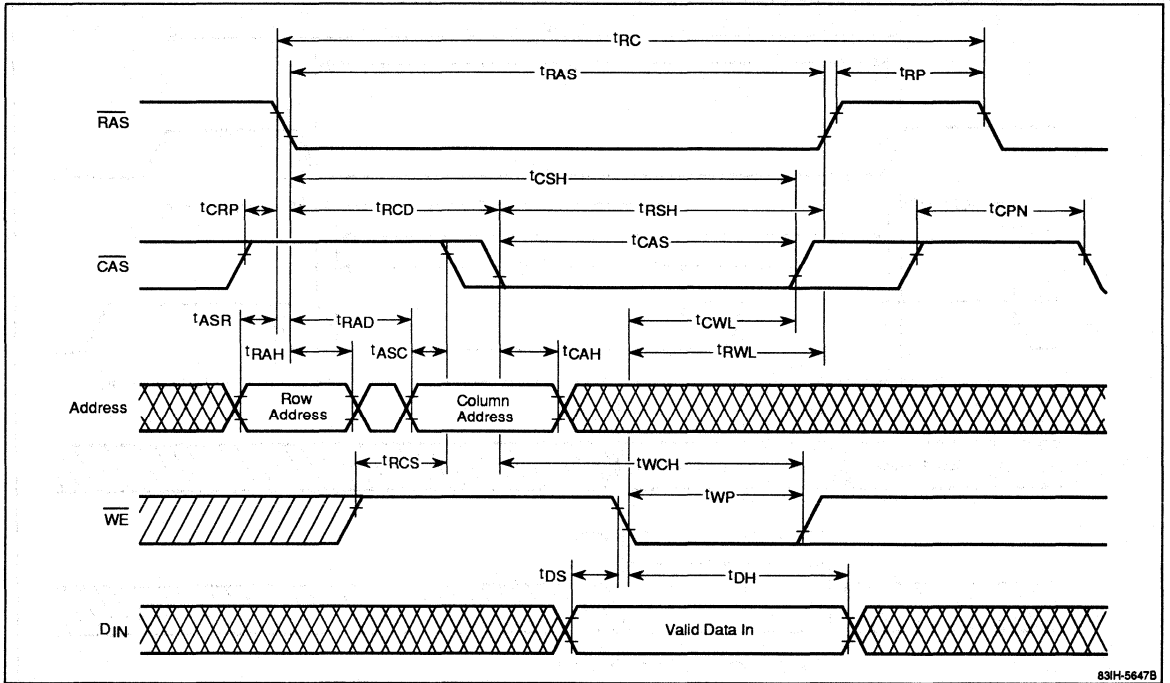 tRC
tRAS
tRP
RAS
tCSH
tCRP
tRCD
tRSH
tCPN
tCAS
CAS
tASR
tRAD
tCWL
tRAH
tASC
tCAH
tRWL
Address
Row
Address
Column
Address
tRCS
tWCH
tWP
WE
tDS
tDH
DIN
Valid Data In
83IH-5647B